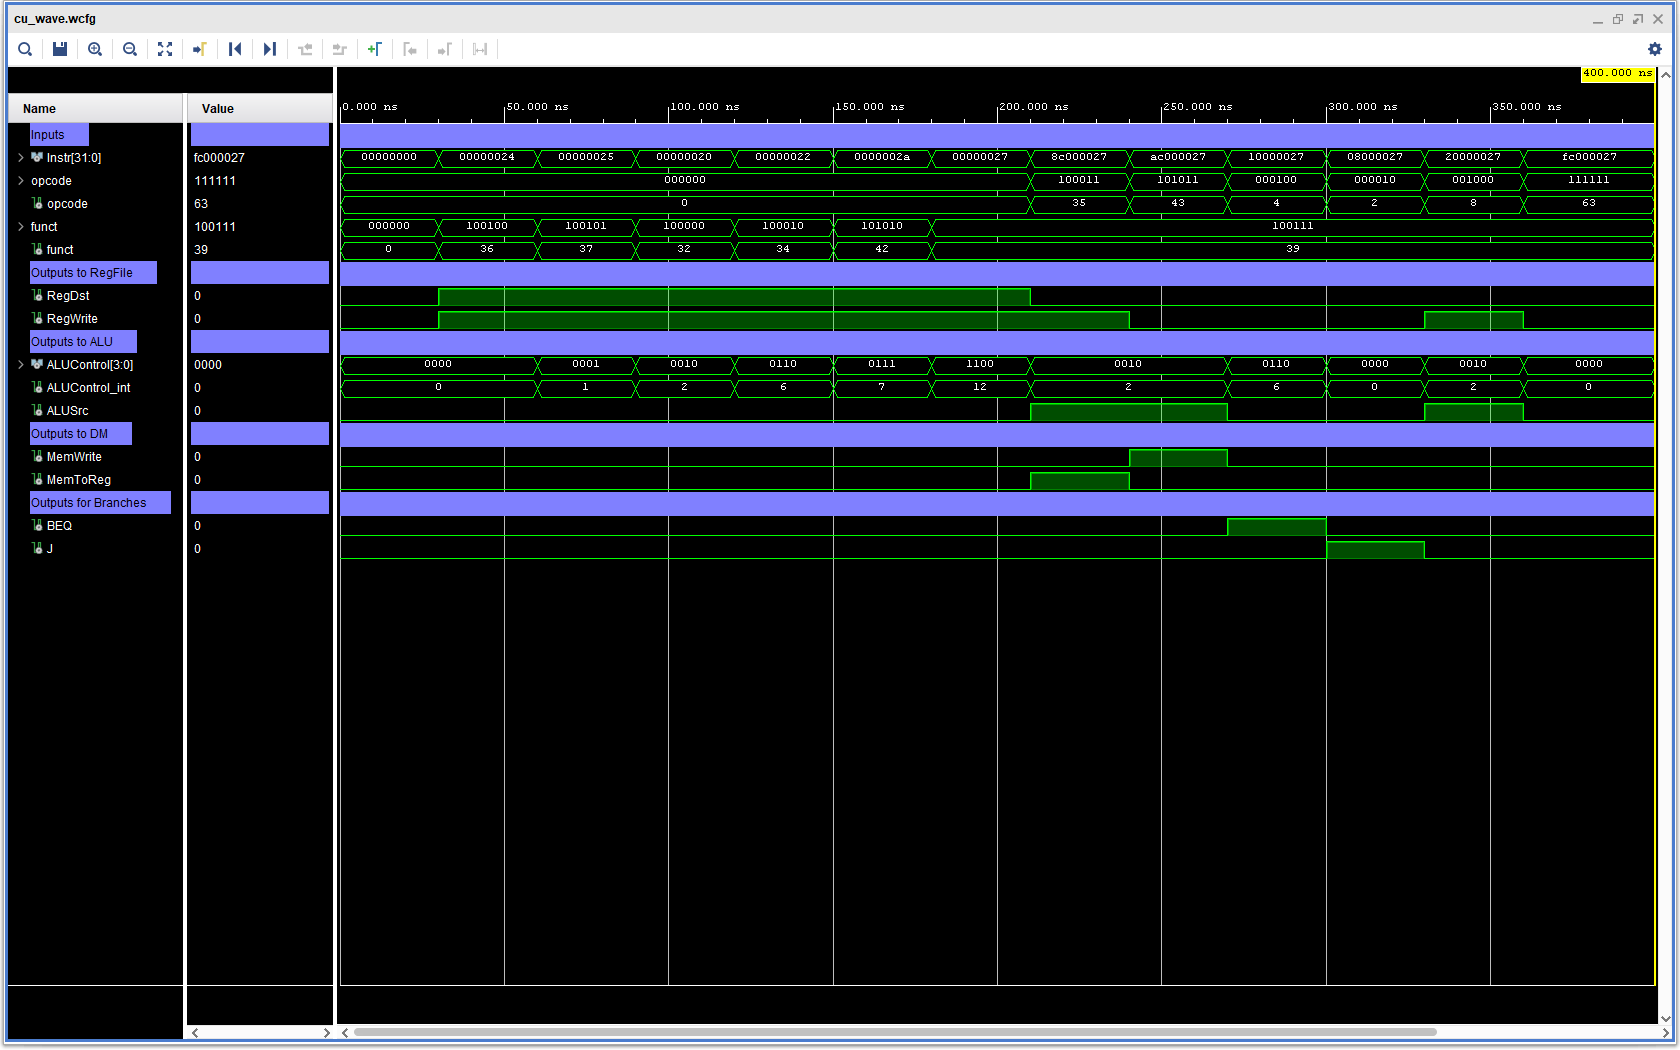 cu_wave.wcfg
400.000 ns
Name Value 0.000 ns 50.000 ns 100.000 ns 150.000 ns 200.000 ns 250.000 ns 300.000 ns 350.000 ns
Inputs
Instr[31:0] fc000027 00000000 00000024 00000025 00000020 00000022 0000002a 00000027 8c000027 ac000027 10000027 08000027 20000027 fc000027
opcode 111111 000000 100011 101011 000100 000010 001000 111111
opcode 63 0 35 43 4 2 8 63
funct 100111 000000 100100 100101 100000 100010 101010 100111
funct 39 0 36 37 32 34 42 39
Outputs to RegFile
RegDst 0
RegWrite 0
Outputs to ALU
ALUControl[3:0] 0000 0000 0001 0010 0110 0111 1100 0010 0110 0000 0010 0000
ALUControl_int 0 0 1 2 6 7 12 2 6 0 2 0
ALUSrc 0
Outputs to DM
MemWrite 0
MemToReg 0
Outputs for Branches
BEQ 0
J 0